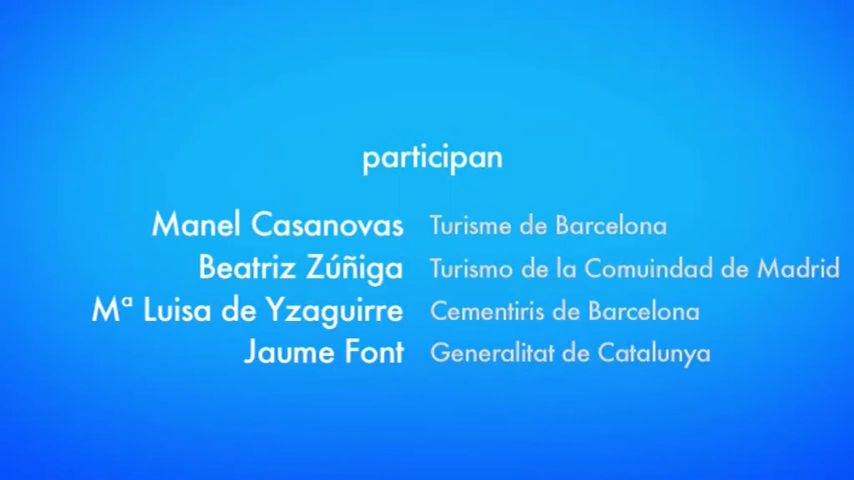 participan
Manel Casanovas Turisme de Barcelona
Beatriz Zúñiga Turismo de la Comuindad de Madrid
Mª Luisa de Yzaguirre Cementiris de Barcelona
Jaume Font Generalitat de Catalunya